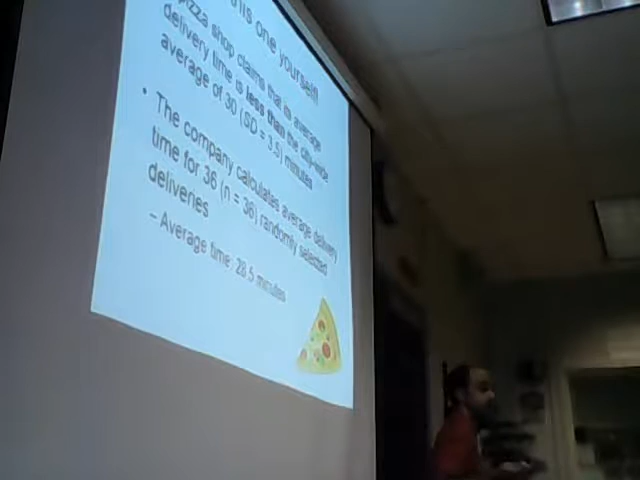 this one yourself!
pizza shop claims that its average
delivery time is less than the city-wide
average of 30 (SD = 3.5) minutes
• The company calculates average delivery
time for 36 (n = 36) randomly selected
deliveries
– Average time: 28.5 minutes